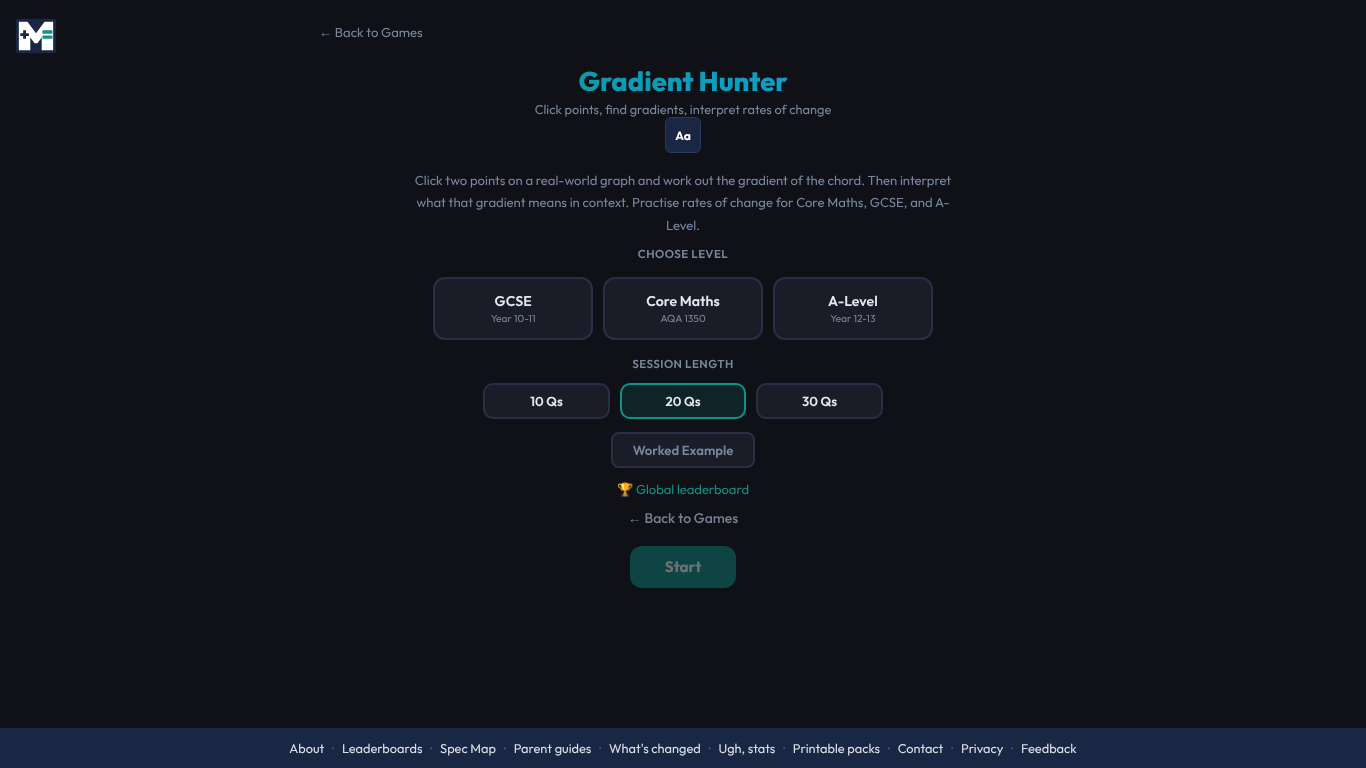 ← Back to Games
Gradient Hunter
Click points, find gradients, interpret rates of change
Aa
Click two points on a real-world graph and work out the gradient of the chord. Then interpret
what that gradient means in context. Practise rates of change for Core Maths, GCSE, and A-
Level.
CHOOSE LEVEL
GCSE
Year 10-11
Core Maths
AQA 1350
A-Level
Year 12-13
SESSION LENGTH
10 Qs
20 Qs
30 Qs
Worked Example
🏆 Global leaderboard
← Back to Games
Start
About · Leaderboards · Spec Map · Parent guides · What's changed · Ugh, stats · Printable packs · Contact · Privacy · Feedback